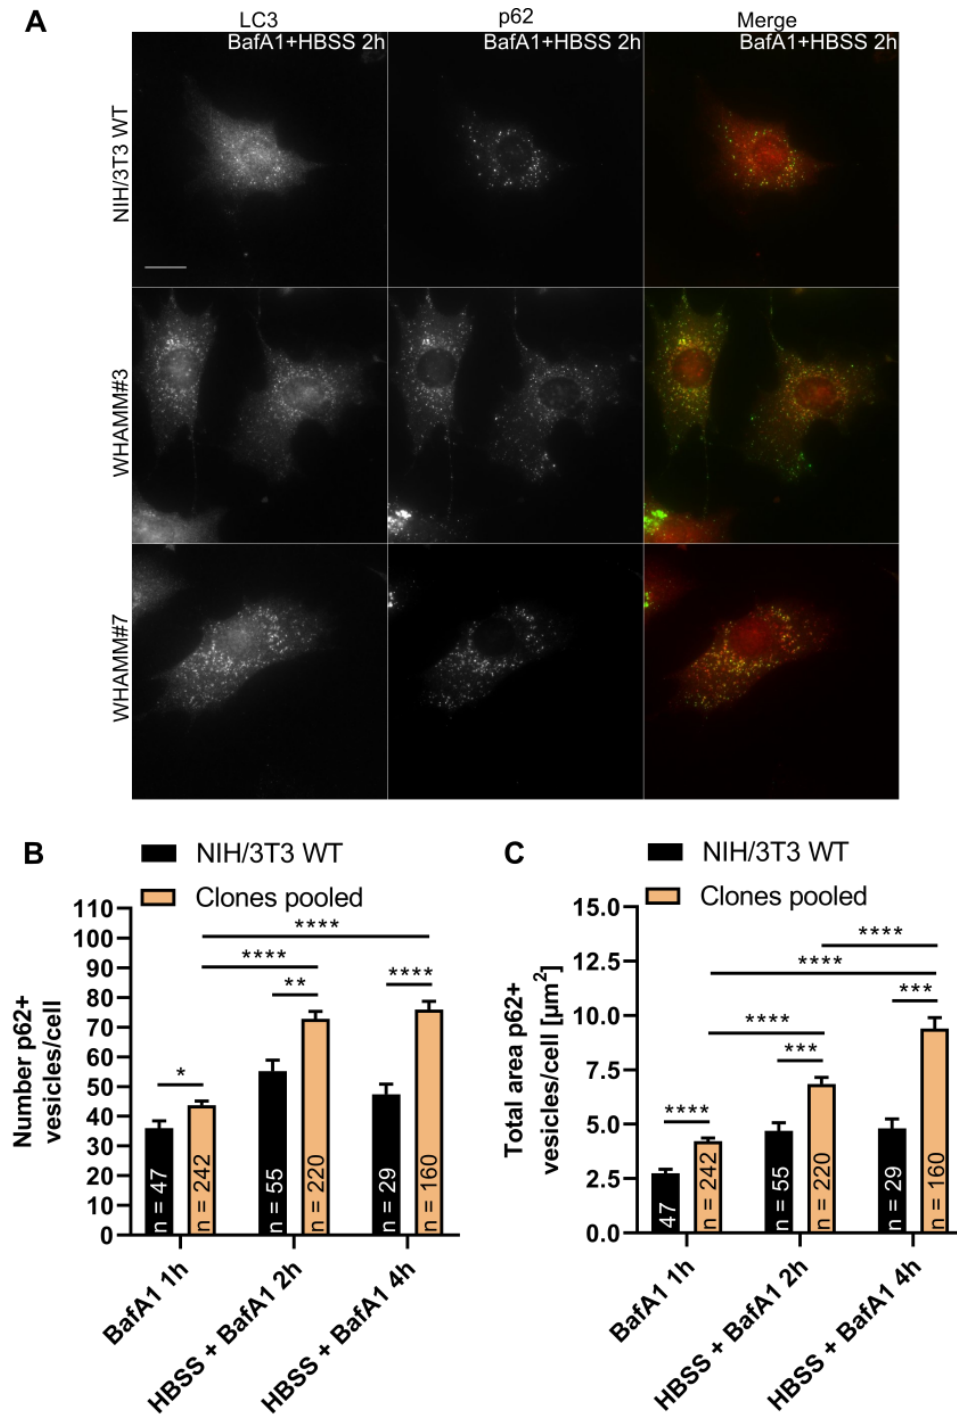 A
LC3 p62 Merge
BafA1+HBSS 2h BafA1+HBSS 2h BafA1+HBSS 2h
NIH/3T3 WT
WHAMM#3
WHAMM#7
B
NIH/3T3 WT
Clones pooled
Number p62+
vesicles/cell
110
100
90
80
70
60
50
40
30
20
10
0
****
****
** ****
*
n = 47 n = 242 n = 55 n = 220 n = 29 n = 160
BafA1 1h HBSS + BafA1 2h HBSS + BafA1 4h
C
NIH/3T3 WT
Clones pooled
Total area p62+
vesicles/cell [µm²]
15.0
12.5
10.0
7.5
5.0
2.5
0.0
****
****
***
****
***
****
47 n = 242 n = 55 n = 220 n = 29 n = 160
BafA1 1h HBSS + BafA1 2h HBSS + BafA1 4h